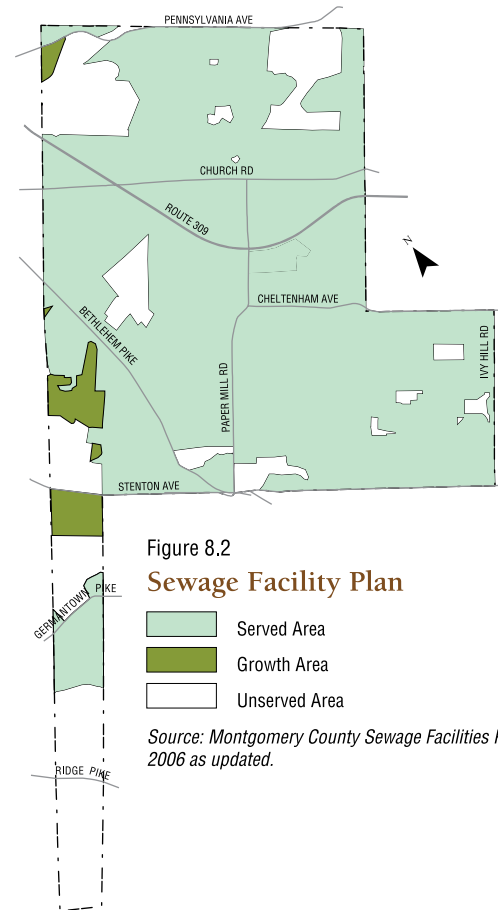 PENNSYLVANIA AVE
CHURCH RD
ROUTE 309
N
CHELTENHAM AVE
BETHLEHEM PIKE
PAPER MILL RD
IVY HILL RD
STENTON AVE
GERMANTOWN PIKE
RIDGE PIKE
Figure 8.2
Sewage Facility Plan
Served Area
Growth Area
Unserved Area
Source: Montgomery County Sewage Facilities
2006 as updated.